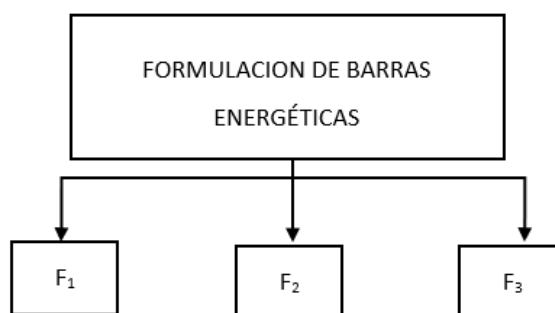 FORMULACION DE BARRAS
ENERGÉTICAS
F₁ F₂ F₃